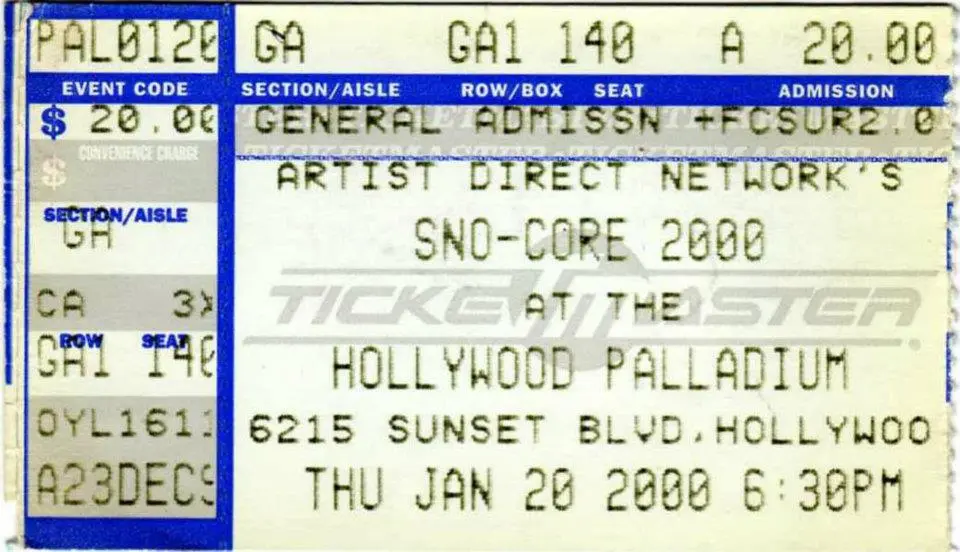 PAL0120 GA GA1 140 A 20.00
EVENT CODE SECTION/AISLE ROW/BOX SEAT ADMISSION
$ 20.00 GENERAL ADMISSN +FCSUR2.0
CONVENIENCE CHARGE
$
ARTIST DIRECT NETWORK'S
SECTION/AISLE
GA
SNO-CORE 2000
TICKETMASTER
CA 3X
AT THE
ROW SEAT
GA1 140
HOLLYWOOD PALLADIUM
OYL1611
6215 SUNSET BLVD.HOLLYWOO
A23DEC9
THU JAN 20 2000 6:30PM